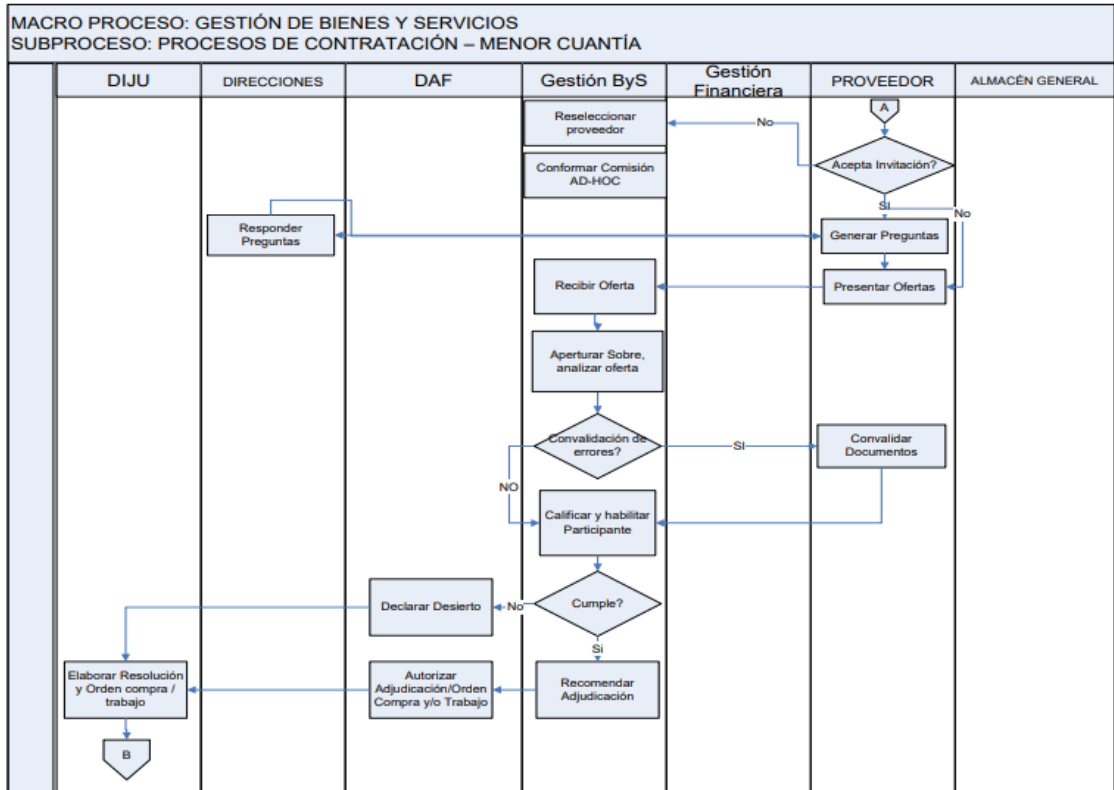 MACRO PROCESO: GESTIÓN DE BIENES Y SERVICIOS
SUBPROCESO: PROCESOS DE CONTRATACIÓN – MENOR CUANTÍA
DIJU
DIRECCIONES
DAF
Gestión ByS
Gestión
Financiera
PROVEEDOR
ALMACÉN GENERAL
A
Reseleccionar
proveedor
No
Acepta Invitación?
Conformar Comisión
AD-HOC
SI
No
Responder
Preguntas
Generar Preguntas
Recibir Oferta
Presentar Ofertas
Aperturar Sobre,
analizar oferta
Convalidación de
errores?
SI
Convalidar
Documentos
NO
Calificar y habilitar
Participante
Declarar Desierto
No
Cumple?
Si
Elaborar Resolución
y Orden compra /
trabajo
Autorizar
Adjudicación/Orden
Compra y/o Trabajo
Recomendar
Adjudicación
B